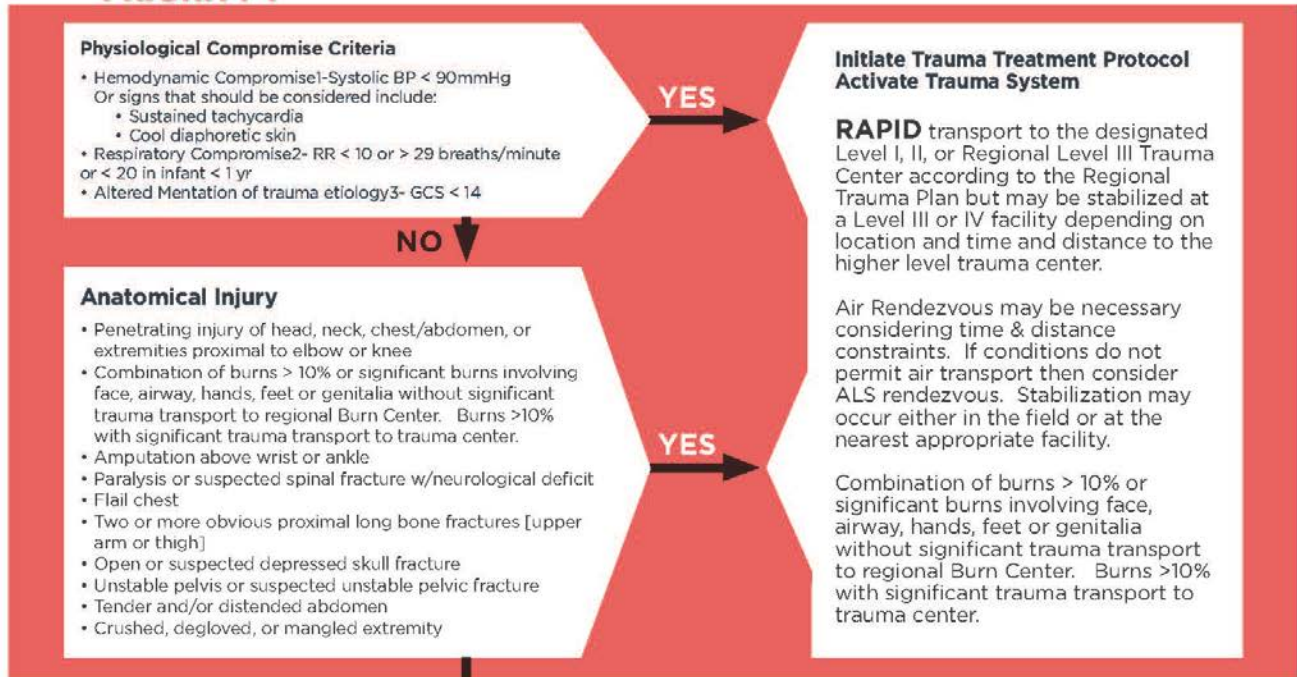 Physiological Compromise Criteria
• Hemodynamic Compromise1-Systolic BP < 90mmHg
Or signs that should be considered include:
• Sustained tachycardia
• Cool diaphoretic skin
• Respiratory Compromise2- RR < 10 or > 29 breaths/minute
or < 20 in infant < 1 yr
• Altered Mentation of trauma etiology3- GCS < 14
YES
NO
Anatomical Injury
• Penetrating injury of head, neck, chest/abdomen, or
extremities proximal to elbow or knee
• Combination of burns > 10% or significant burns involving
face, airway, hands, feet or genitalia without significant
trauma transport to regional Burn Center. Burns >10%
with significant trauma transport to trauma center.
• Amputation above wrist or ankle
• Paralysis or suspected spinal fracture w/neurological deficit
• Flail chest
• Two or more obvious proximal long bone fractures [upper
arm or thigh]
• Open or suspected depressed skull fracture
• Unstable pelvis or suspected unstable pelvic fracture
• Tender and/or distended abdomen
• Crushed, degloved, or mangled extremity
YES
Initiate Trauma Treatment Protocol
Activate Trauma System
RAPID transport to the designated
Level I, II, or Regional Level III Trauma
Center according to the Regional
Trauma Plan but may be stabilized at
a Level III or IV facility depending on
location and time and distance to the
higher level trauma center.
Air Rendezvous may be necessary
considering time & distance
constraints. If conditions do not
permit air transport then consider
ALS rendezvous. Stabilization may
occur either in the field or at the
nearest appropriate facility.
Combination of burns > 10% or
significant burns involving face,
airway, hands, feet or genitalia
without significant trauma transport
to regional Burn Center. Burns >10%
with significant trauma transport to
trauma center.